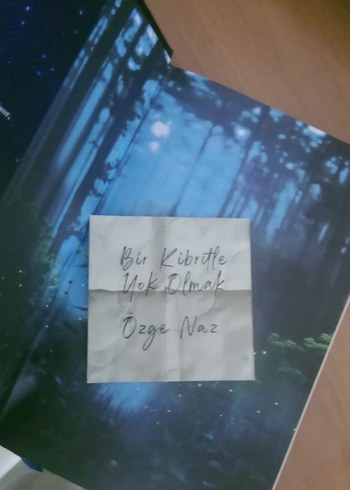 Bir Kibritle
Yok Olmak
Özge Naz